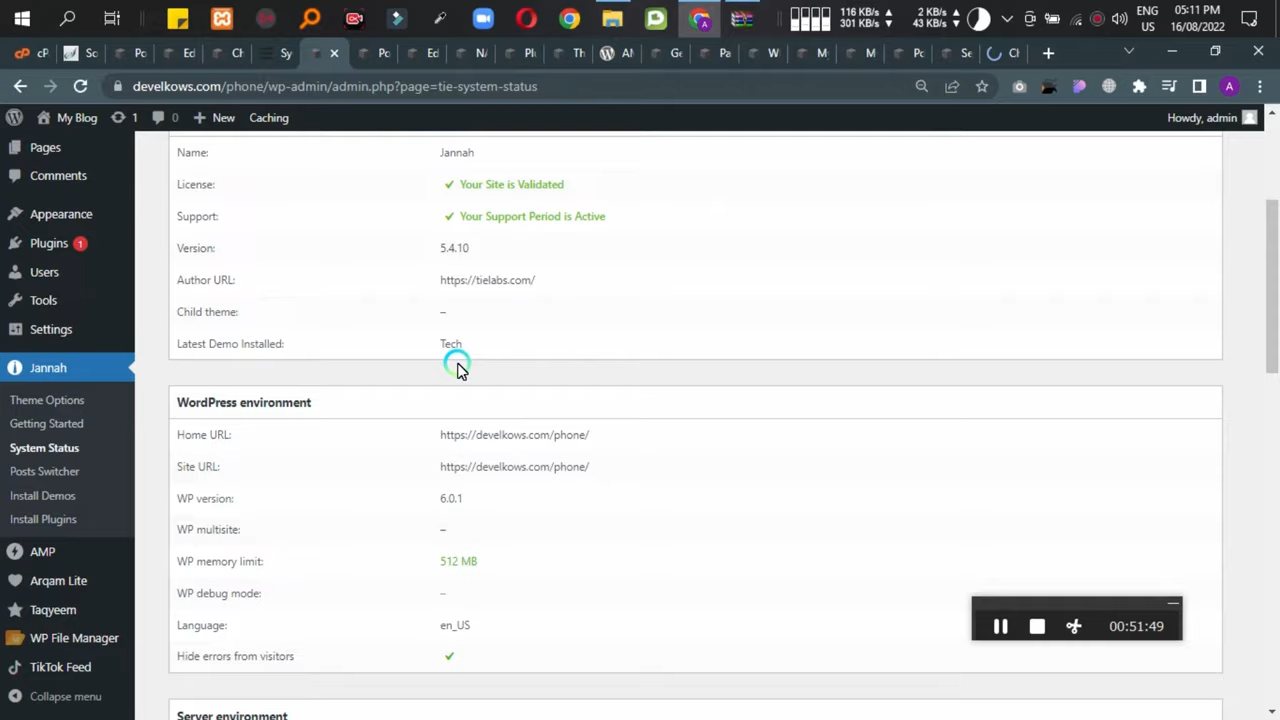 116 KB/s
301 KB/s
0 KB/s
43 KB/s
ENG
US
5:36:11 PM
16/08/2022
cP
Sc
Pc
Ed
Cl
Sy
Pc
Ed
N
Pl
Th
Al
Ge
Pa
W
M
M
Pc
Se
Cl
develkows.com/phone/wp-admin/admin.php?page=tie-system-status
A
My Blog
1
0
New
Caching
Howdy, admin
Pages
Comments
Appearance
Plugins 1
Users
Tools
Settings
Jannah
Theme Options
Getting Started
System Status
Posts Switcher
Install Demos
Install Plugins
AMP
Arqam Lite
Taqyeem
WP File Manager
TikTok Feed
Collapse menu
Name: Jannah
License: Your Site is Validated
Support: Your Support Period is Active
Version: 5.4.10
Author URL: https://tielabs.com/
Child theme: –
Latest Demo Installed: Tech
WordPress environment
Home URL: https://develkows.com/phone/
Site URL: https://develkows.com/phone/
WP version: 6.0.1
WP multisite: –
WP memory limit: 512 MB
WP debug mode: –
Language: en_US
Hide errors from visitors
Server environment
00:51:49